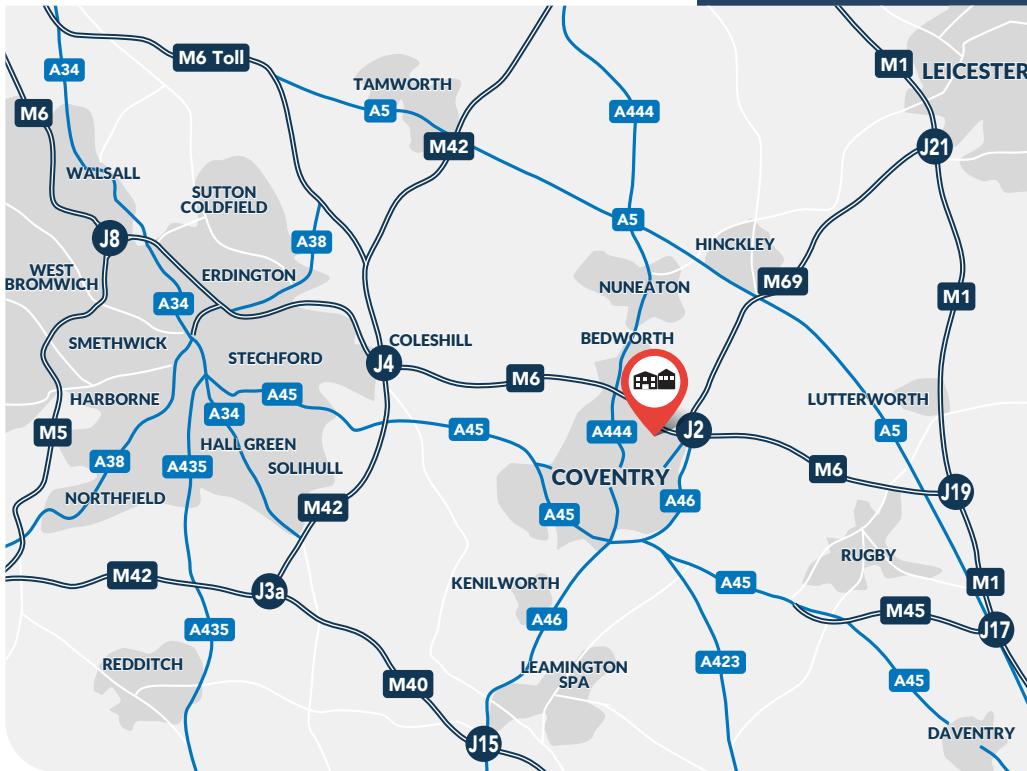 M6 Toll
A34
M1
LEICESTER
TAMWORTH
A5
A444
M6
M42
J21
WALSALL
SUTTON
COLDFIELD
A5
J8
A38
HINCKLEY
WEST
BROMWICH
ERDINGTON
M69
NUNEATON
A34
M1
SMETHWICK
COLESHILL
BEDWORTH
STECHFORD
J4
M6
HARBORNE
A45
LUTTERWORTH
A34
M5
A45
A444
J2
A5
HALL GREEN
A38
A435
SOLIHULL
M6
COVENTRY
NORTHFIELD
J19
M42
A45
A46
RUGBY
M42
KENILWORTH
A45
M1
J3a
M45
A46
J17
A435
REDDITCH
LEAMINGTON
SPA
A423
M40
A45
J15
DAVENTRY